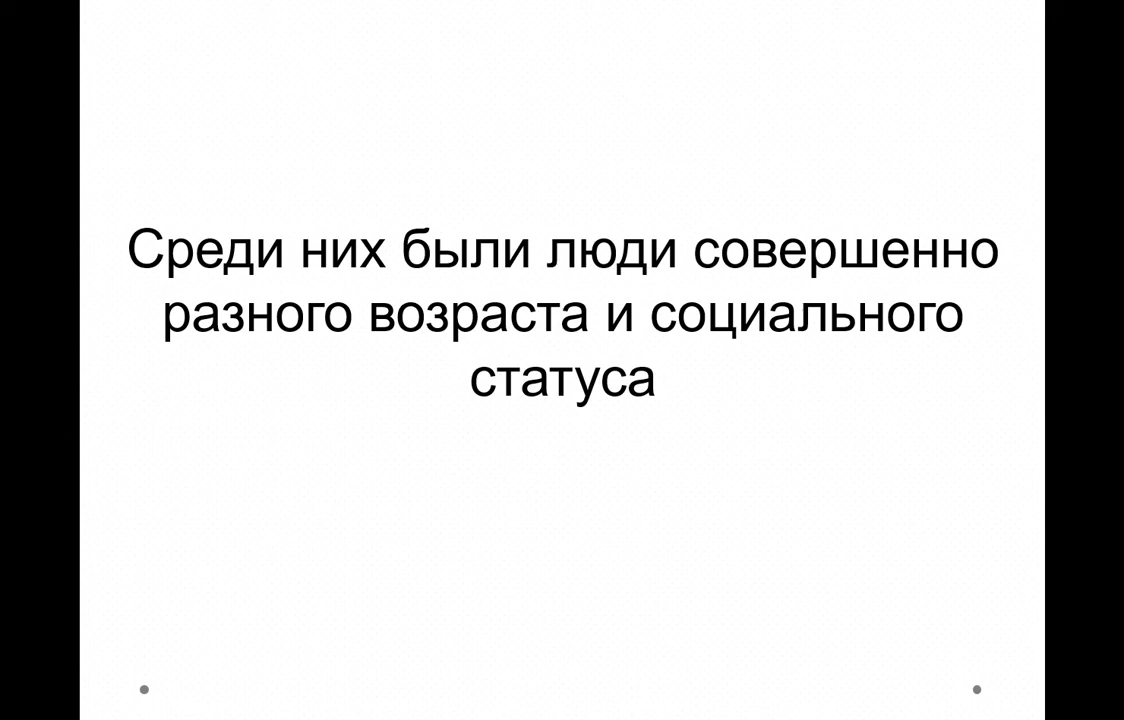 Среди них были люди совершенно
разного возраста и социального
статуса